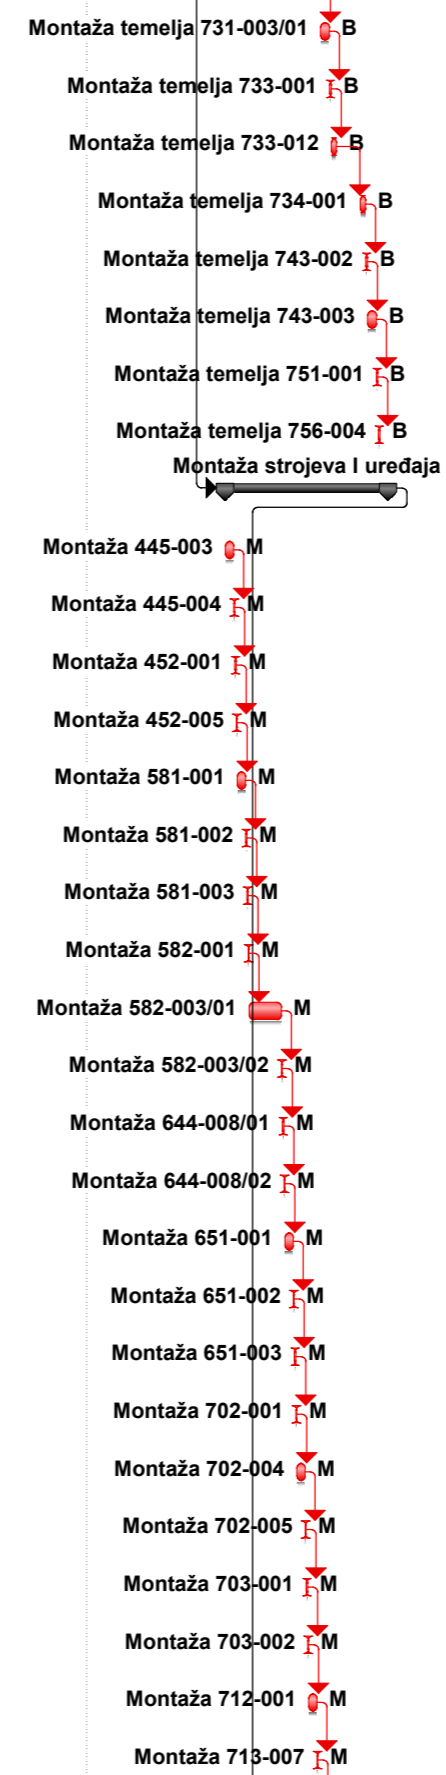 Montaža temelja 731-003/01 B
Montaža temelja 733-001 B
Montaža temelja 733-012 B
Montaža temelja 734-001 B
Montaža temelja 743-002 B
Montaža temelja 743-003 B
Montaža temelja 751-001 B
Montaža temelja 756-004 B
Montaža strojeva I uređaja
Montaža 445-003 M
Montaža 445-004 M
Montaža 452-001 M
Montaža 452-005 M
Montaža 581-001 M
Montaža 581-002 M
Montaža 581-003 M
Montaža 582-001 M
Montaža 582-003/01 M
Montaža 582-003/02 M
Montaža 644-008/01 M
Montaža 644-008/02 M
Montaža 651-001 M
Montaža 651-002 M
Montaža 651-003 M
Montaža 702-001 M
Montaža 702-004 M
Montaža 702-005 M
Montaža 703-001 M
Montaža 703-002 M
Montaža 712-001 M
Montaža 713-007 M